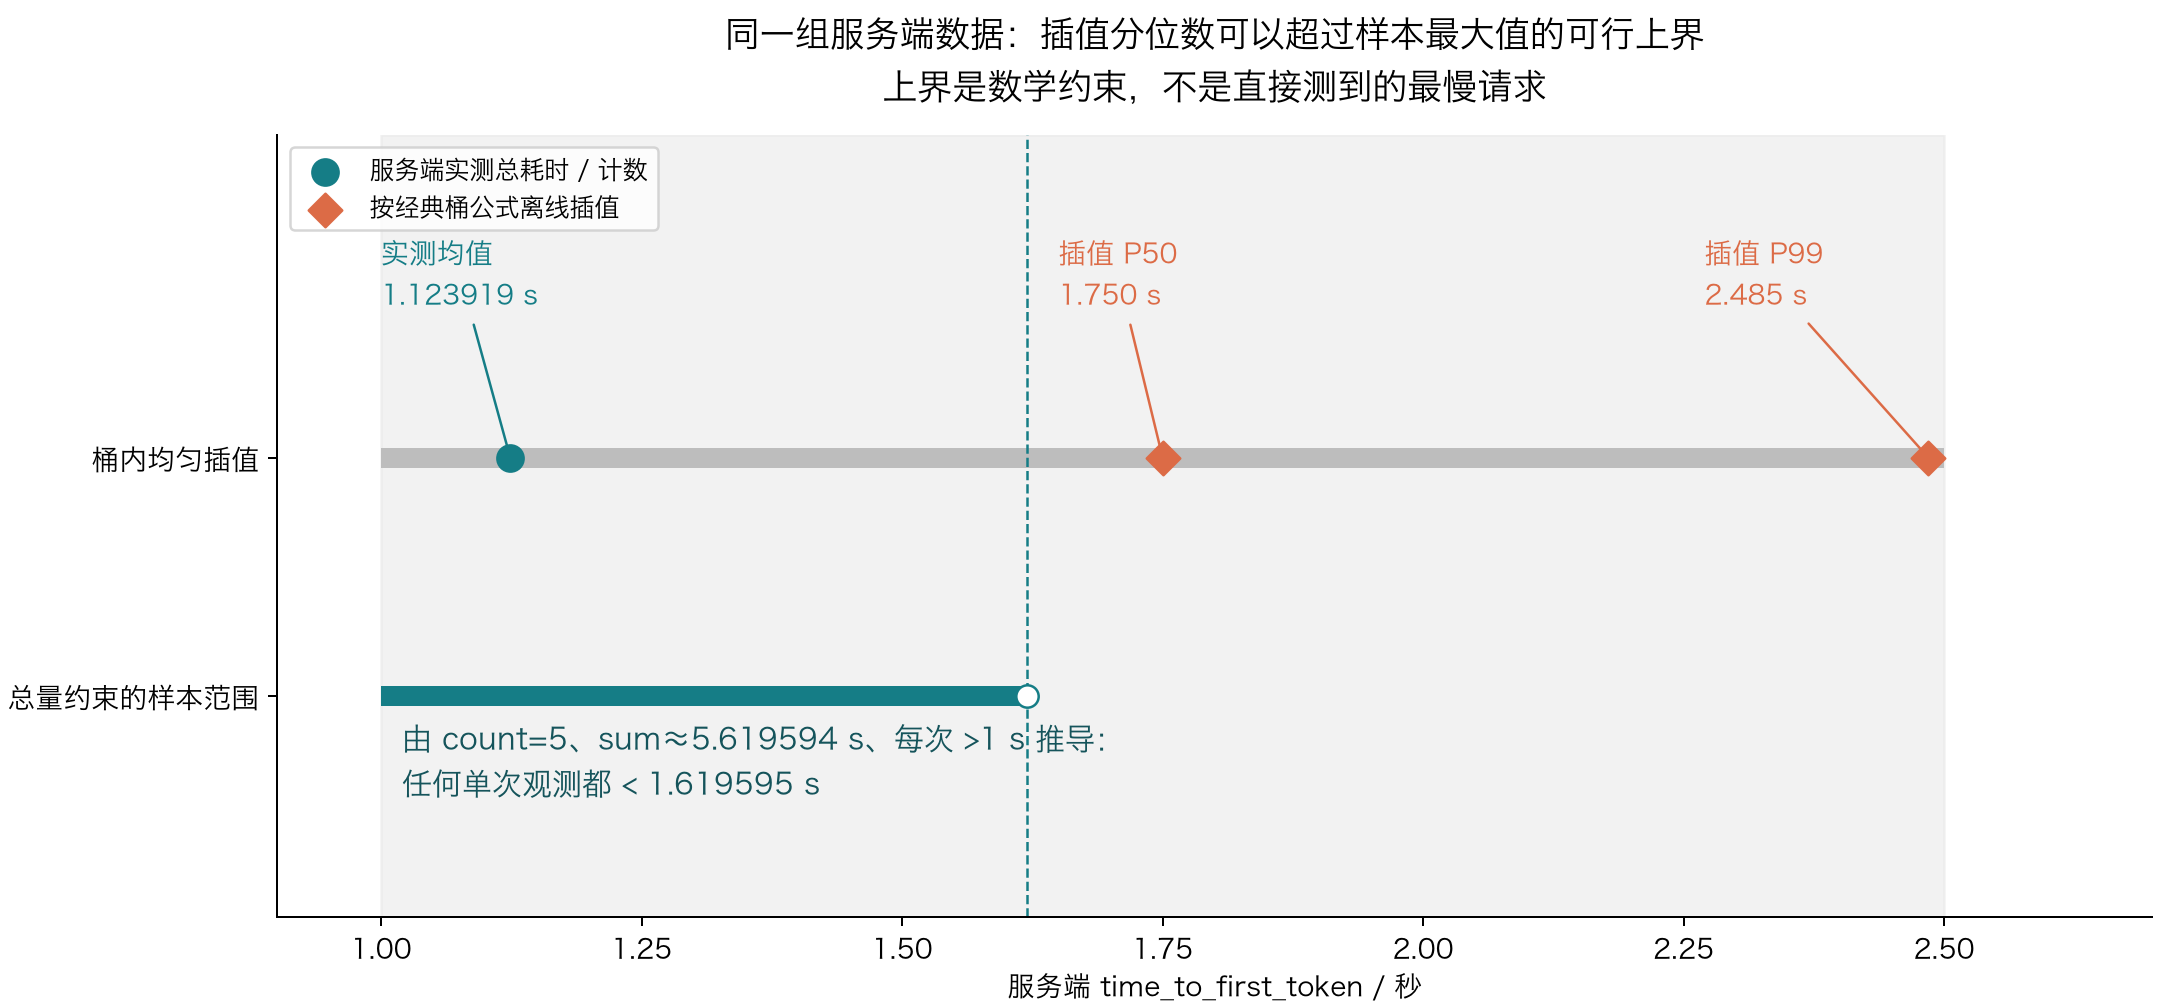 同一组服务端数据：插值分位数可以超过样本最大值的可行上界
上界是数学约束，不是直接测到的最慢请求
服务端实测总耗时 / 计数
按经典桶公式离线插值
实测均值
1.123919 s
插值 P50
1.750 s
插值 P99
2.485 s
桶内均匀插值
总量约束的样本范围
由 count=5、sum≈5.619594 s、每次 >1 s 推导：
任何单次观测都 < 1.619595 s
1.00
1.25
1.50
1.75
2.00
2.25
2.50
服务端 time_to_first_token / 秒